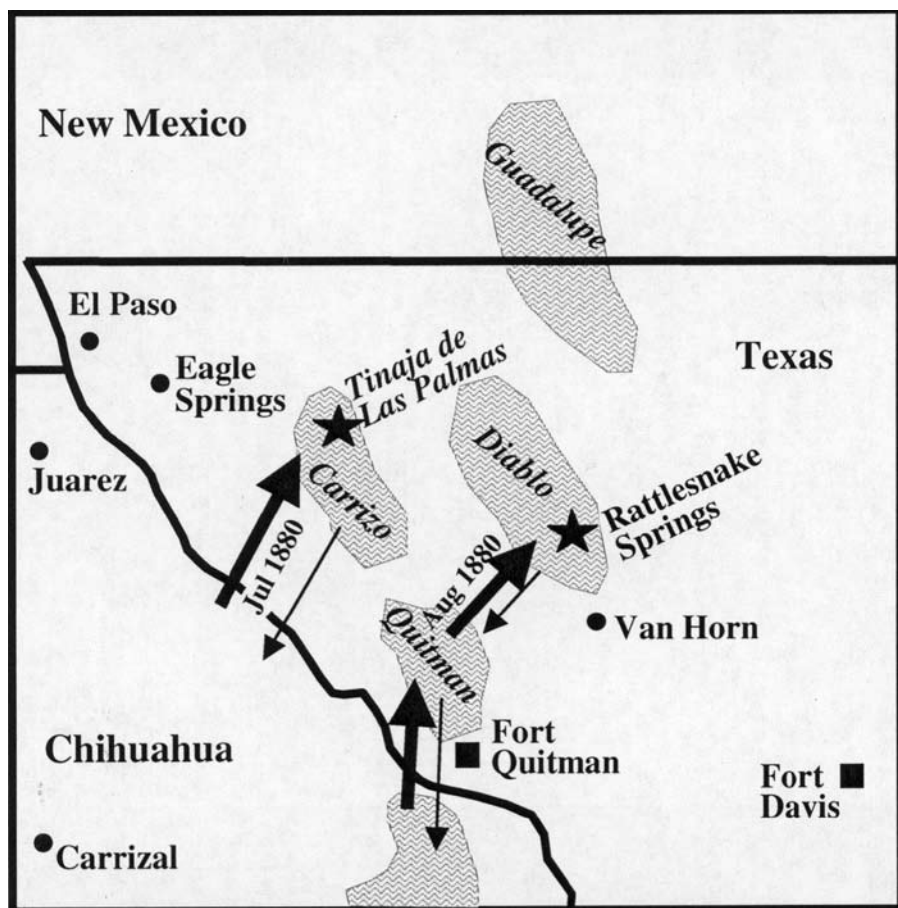 New Mexico
Guadalupe
El Paso
Eagle
Springs
Tinaja de
Las Palmas
Texas
Juarez
Carrizo
Diablo
Rattlesnake
Springs
Jul 1880
Aug 1880
Quitman
Van Horn
Chihuahua
Fort
Quitman
Fort
Davis
Carrizal